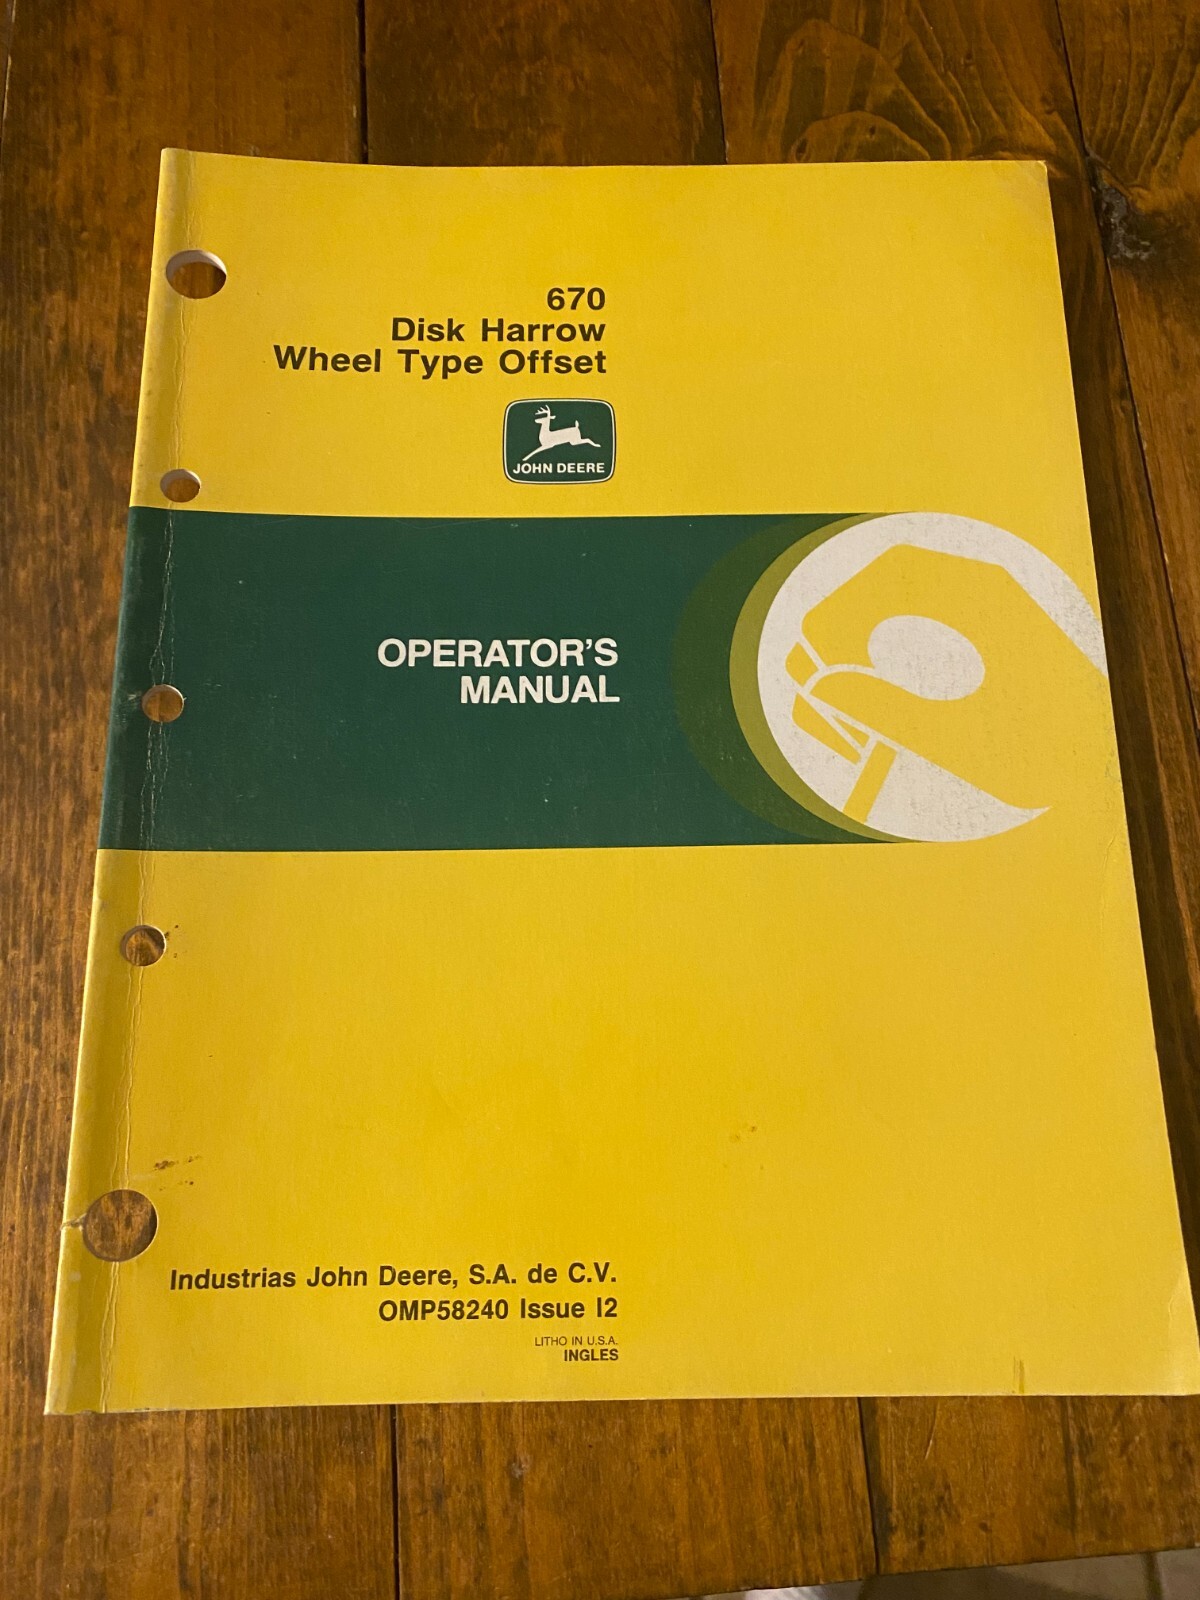 670
Disk Harrow
Wheel Type Offset
JOHN DEERE
OPERATOR'S
MANUAL
Industrias John Deere, S.A. de C.V.
OMP58240 Issue I2
LITHO IN U.S.A.
INGLES